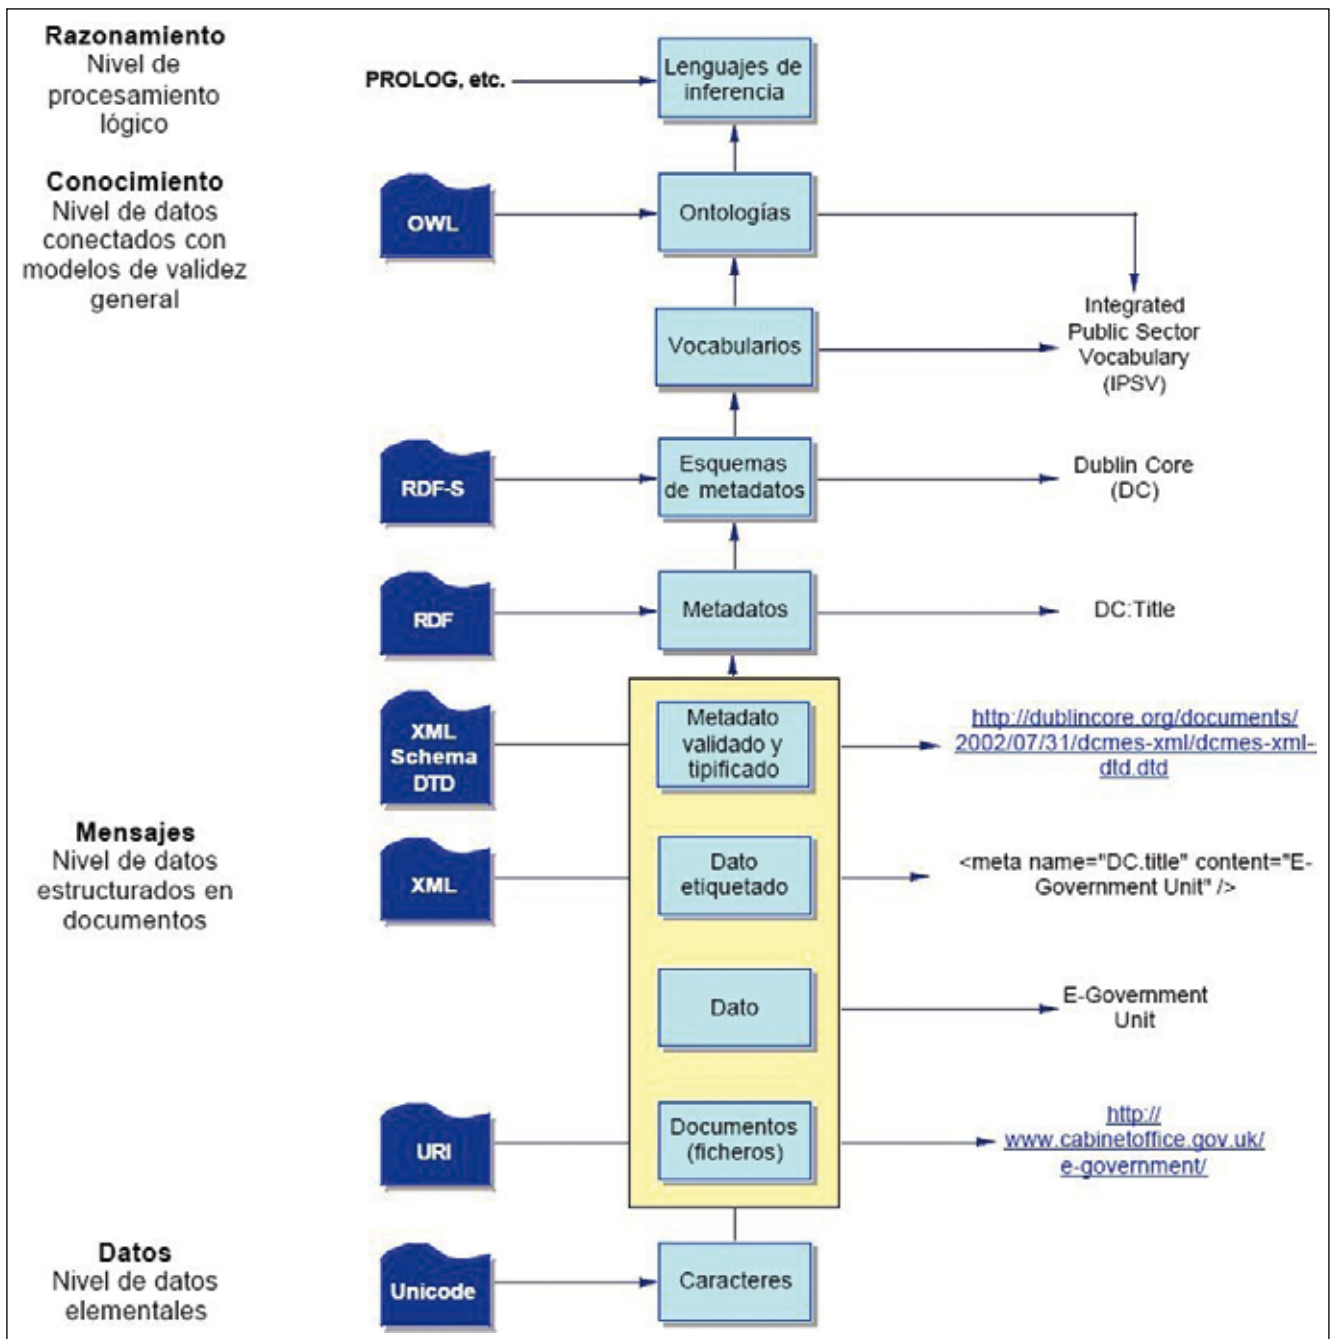 Razonamiento
Nivel de
procesamiento
lógico
PROLOG, etc.
Lenguajes de
inferencia
Conocimiento
Nivel de datos
conectados con
modelos de validez
general
OWL
Ontologías
Vocabularios
Integrated
Public Sector
Vocabulary
(IPSV)
RDF-S
Esquemas
de metadatos
Dublin Core
(DC)
RDF
Metadatos
DC:Title
XML
Schema
DTD
Metadato
validado y
tipificado
http://dublincore.org/documents/
2002/07/31/dcmes-xml/dcmes-xml-
dtd.dtd
Mensajes
Nivel de datos
estructurados en
documentos
XML
Dato
etiquetado
<meta name="DC.title" content="E-
Government Unit" />
Dato
E-Government
Unit
URI
Documentos
(ficheros)
http://
www.cabinetoffice.gov.uk/
e-government/
Datos
Nivel de datos
elementales
Unicode
Caracteres